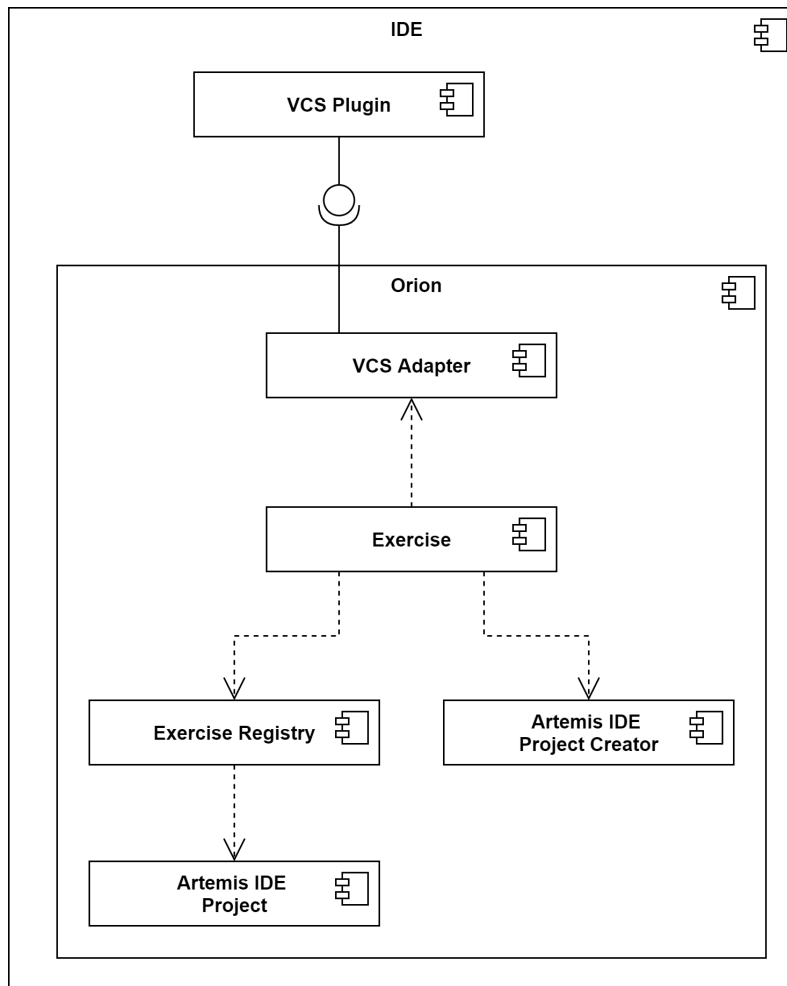 IDE
VCS Plugin
Orion
VCS Adapter
Exercise
Exercise Registry
Artemis IDE
Project Creator
Artemis IDE
Project